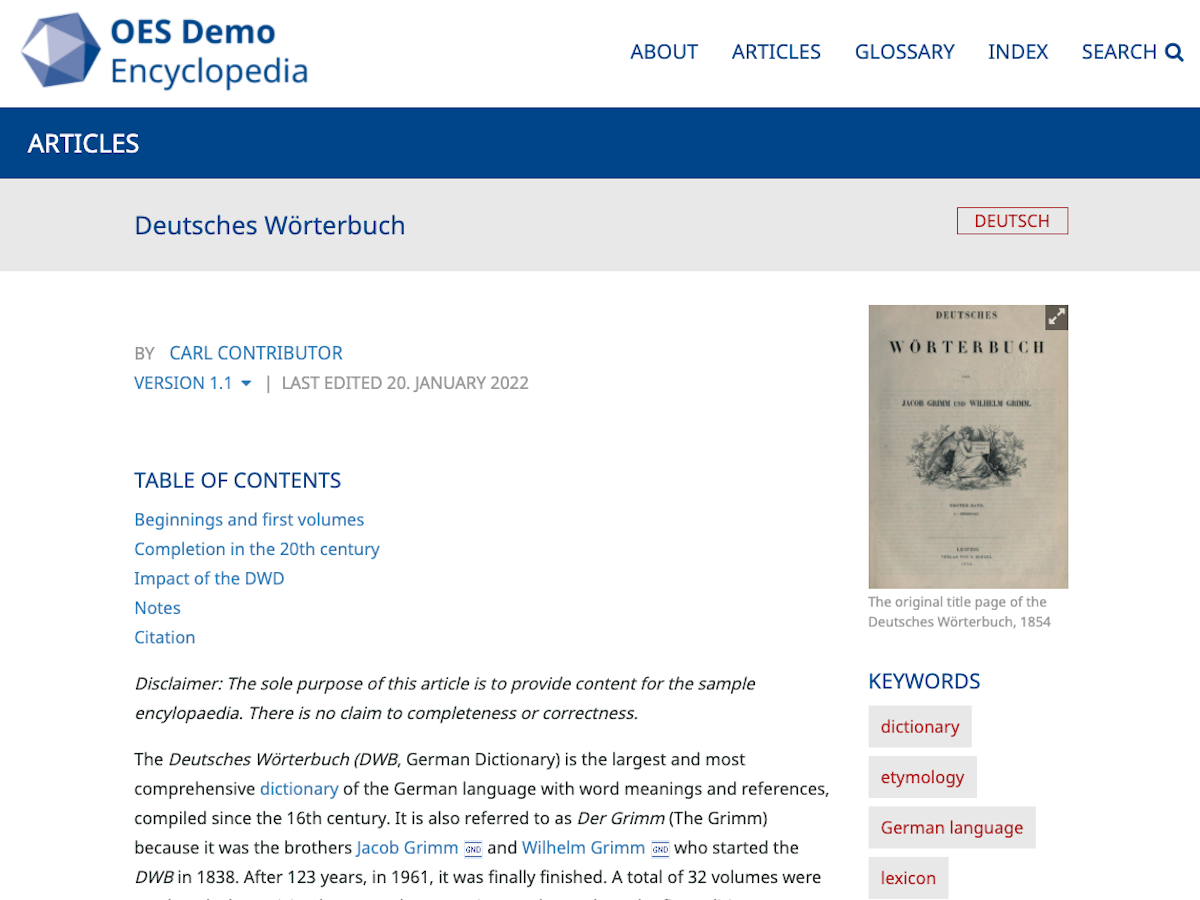 OES Demo
Encyclopedia
ABOUT
ARTICLES
GLOSSARY
INDEX
SEARCH
ARTICLES
Deutsches Wörterbuch
DEUTSCH
BY CARL CONTRIBUTOR
VERSION 1.1 | LAST EDITED 20. JANUARY 2022
TABLE OF CONTENTS
Beginnings and first volumes
Completion in the 20th century
Impact of the DWD
Notes
Citation
Disclaimer: The sole purpose of this article is to provide content for the sample
encylopaedia. There is no claim to completeness or correctness.
The Deutsches Wörterbuch (DWB, German Dictionary) is the largest and most
comprehensive dictionary of the German language with word meanings and references,
compiled since the 16th century. It is also referred to as Der Grimm (The Grimm)
because it was the brothers Jacob Grimm GND and Wilhelm Grimm GND who started the
DWB in 1838. After 123 years, in 1961, it was finally finished. A total of 32 volumes were
DEUTSCHES
WÖRTERBUCH
JACOB GRIMM UND WILHELM GRIMM.
ERSTER BAND.
LEIPZIG
The original title page of the
Deutsches Wörterbuch, 1854
KEYWORDS
dictionary
etymology
German language
lexicon